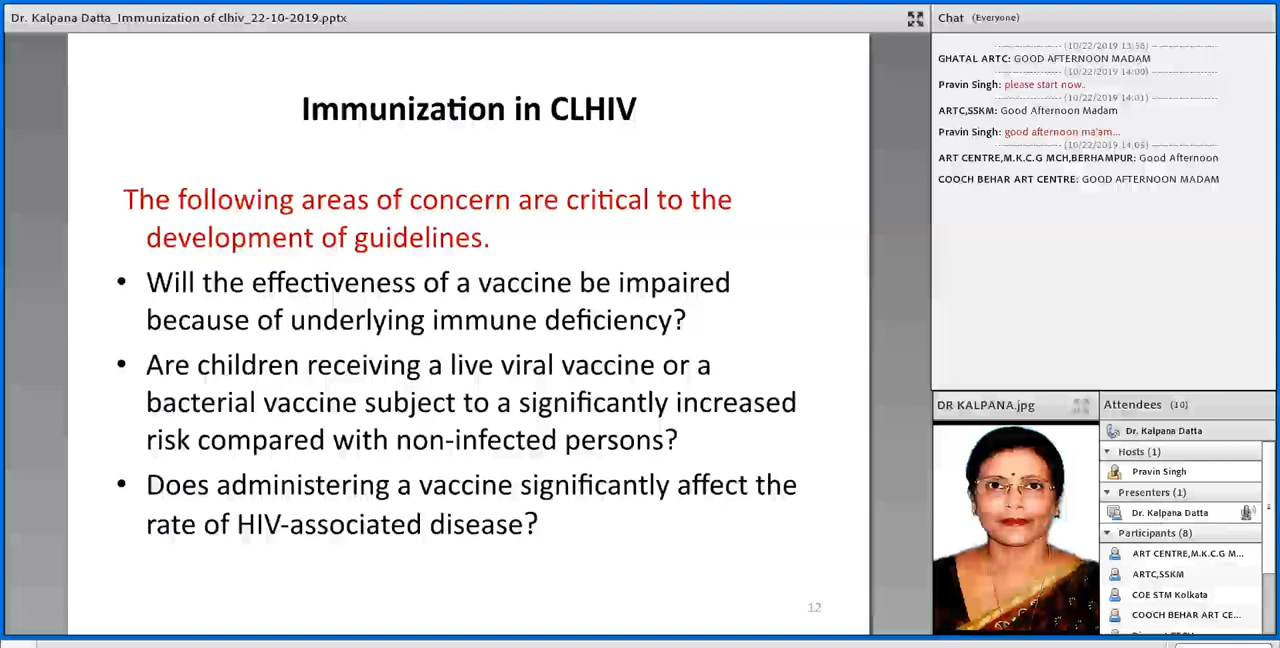 Dr. Kalpana Datta_Immunization of clhiv_22-10-2019.pptx
Immunization in CLHIV
The following areas of concern are critical to the
development of guidelines.
• Will the effectiveness of a vaccine be impaired
because of underlying immune deficiency?
• Are children receiving a live viral vaccine or a
bacterial vaccine subject to a significantly increased
risk compared with non-infected persons?
• Does administering a vaccine significantly affect the
rate of HIV-associated disease?
12
Chat (Everyone)
(10/22/2019 13:58)
GHATAL ARTC: GOOD AFTERNOON MADAM
(10/22/2019 14:00)
Pravin Singh: please start now..
(10/22/2019 14:01)
ARTC,SSKM: Good Afternoon Madam
Pravin Singh: good afternoon ma'am...
(10/22/2019 14:05)
ART CENTRE,M.K.C.G MCH,BERHAMPUR: Good Afternoon
COOCH BEHAR ART CENTRE: GOOD AFTERNOON MADAM
DR KALPANA.jpg
Attendees (10)
Dr. Kalpana Datta
Hosts (1)
Pravin Singh
Presenters (1)
Dr. Kalpana Datta
Participants (8)
ART CENTRE,M.K.C.G M...
ARTC,SSKM
COE STM Kolkata
COOCH BEHAR ART CE...